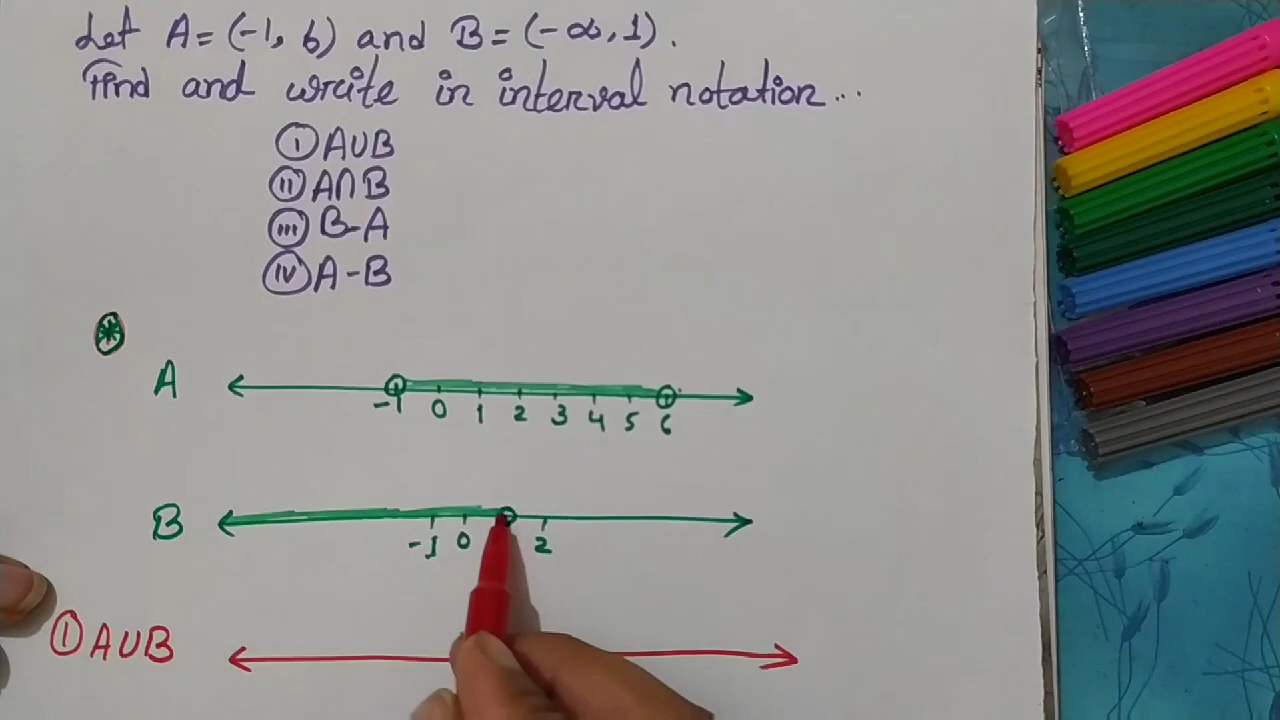 Let A = (-1, 6) and B = (-∞, 1).
Find and write in interval notation...
I A∪B
II A∩B
III B-A
IV A-B
A
-1 0 1 2 3 4 5 6
B
-1 0 2
I A∪B